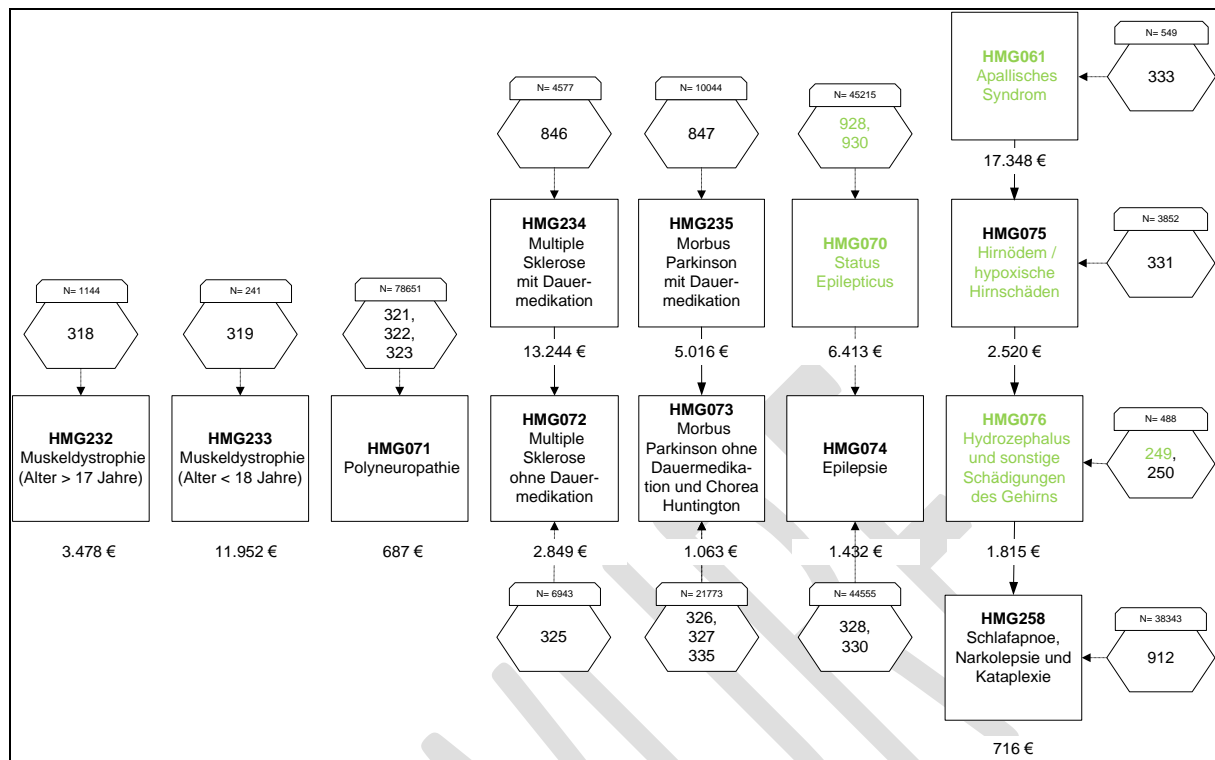 N= 549
333
HMG061
Apallisches
Syndrom
17.348 €
N= 4577
846
N= 10044
847
N= 45215
928,
930
HMG234
Multiple
Sklerose
mit Dauer-
medikation
13.244 €
HMG235
Morbus
Parkinson
mit Dauer-
medikation
5.016 €
HMG070
Status
Epilepticus
6.413 €
HMG075
Hirnödem /
hypoxische
Hirnschäden
2.520 €
N= 3852
331
N= 1144
318
N= 241
319
N= 78651
321,
322,
323
HMG232
Muskeldystrophie
(Alter > 17 Jahre)
3.478 €
HMG233
Muskeldystrophie
(Alter < 18 Jahre)
11.952 €
HMG071
Polyneuropathie
687 €
HMG072
Multiple
Sklerose
ohne Dauer-
medikation
2.849 €
HMG073
Morbus
Parkinson ohne
Dauermedika-
tion und Chorea
Huntington
1.063 €
HMG074
Epilepsie
1.432 €
HMG076
Hydrozephalus
und sonstige
Schädigungen
des Gehirns
1.815 €
N= 488
249,
250
N= 6943
325
N= 21773
326,
327
335
N= 44555
328,
330
HMG258
Schlafapnoe,
Narkolepsie und
Kataplexie
716 €
N= 38343
912